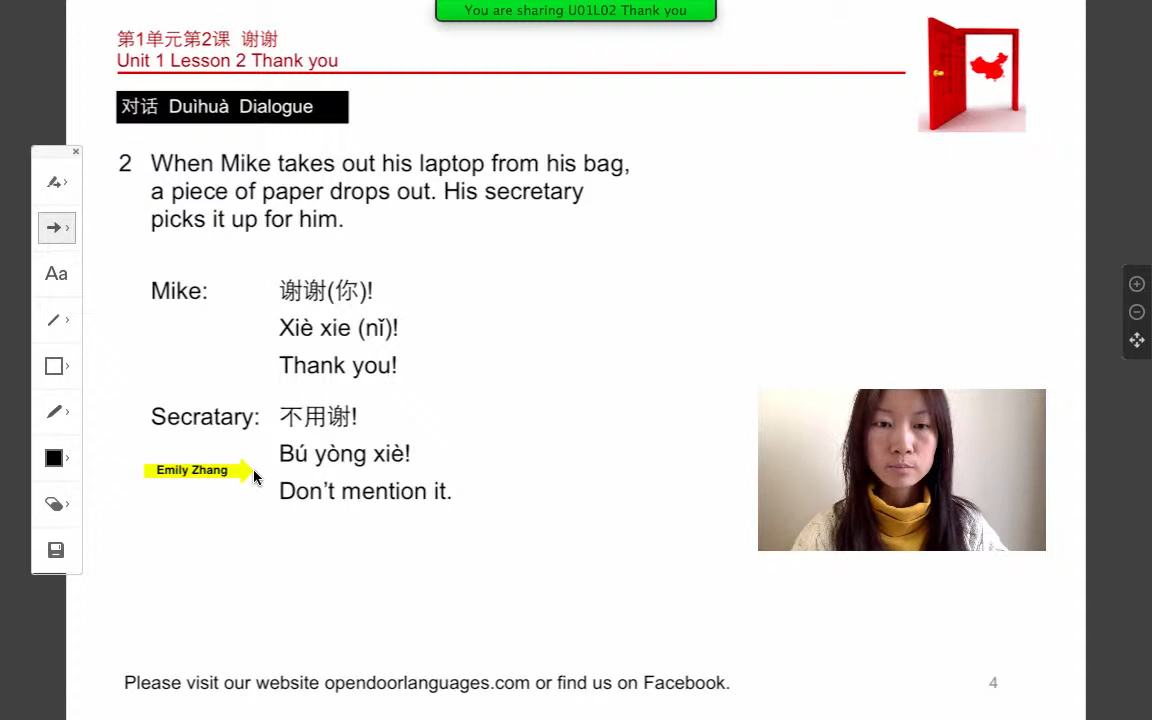 You are sharing U01L02 Thank you
第1单元第2课 谢谢
Unit 1 Lesson 2 Thank you
对话 Duìhuà Dialogue
2 When Mike takes out his laptop from his bag,
a piece of paper drops out. His secretary
picks it up for him.
Mike: 谢谢(你)!
Xiè xie (nǐ)!
Thank you!
Secratary: 不用谢!
Bú yòng xiè!
Emily Zhang
Don’t mention it.
Aa
Please visit our website opendoorlanguages.com or find us on Facebook.
4